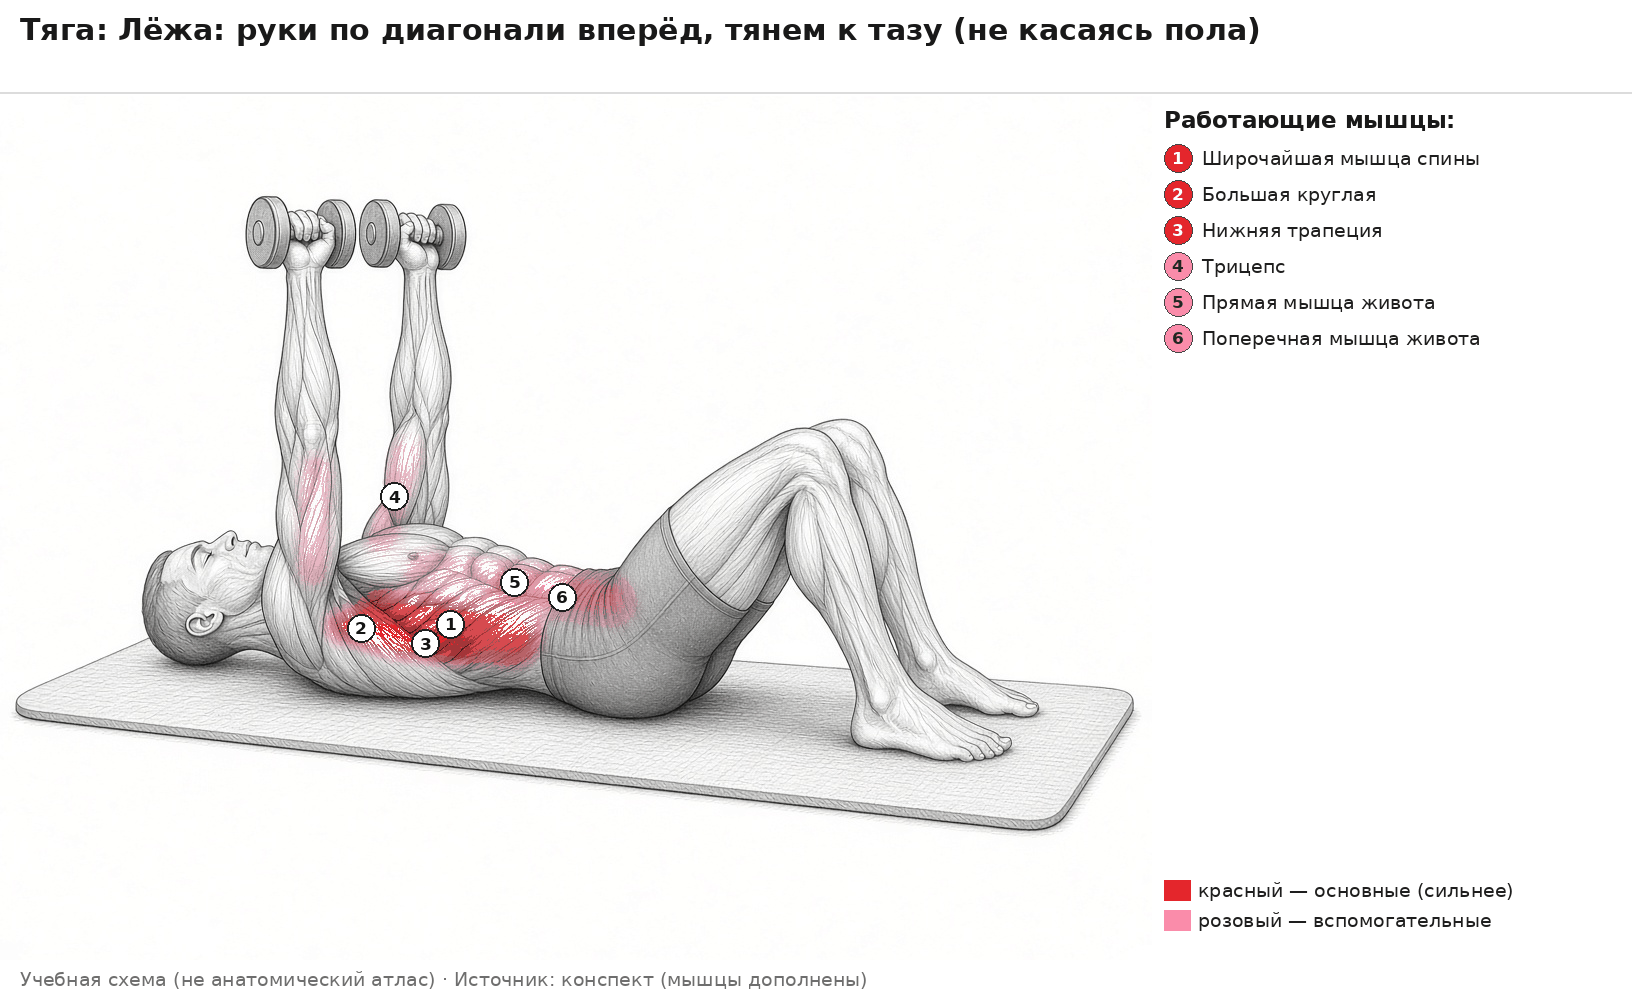 Тяга: Лёжа: руки по диагонали вперёд, тянем к тазу (не касаясь пола)
Работающие мышцы:
1 Широчайшая мышца спины
2 Большая круглая
3 Нижняя трапеция
4 Трицепс
5 Прямая мышца живота
6 Поперечная мышца живота
4
5
6
1
2
3
красный — основные (сильнее)
розовый — вспомогательные
Учебная схема (не анатомический атлас) · Источник: конспект (мышцы дополнены)